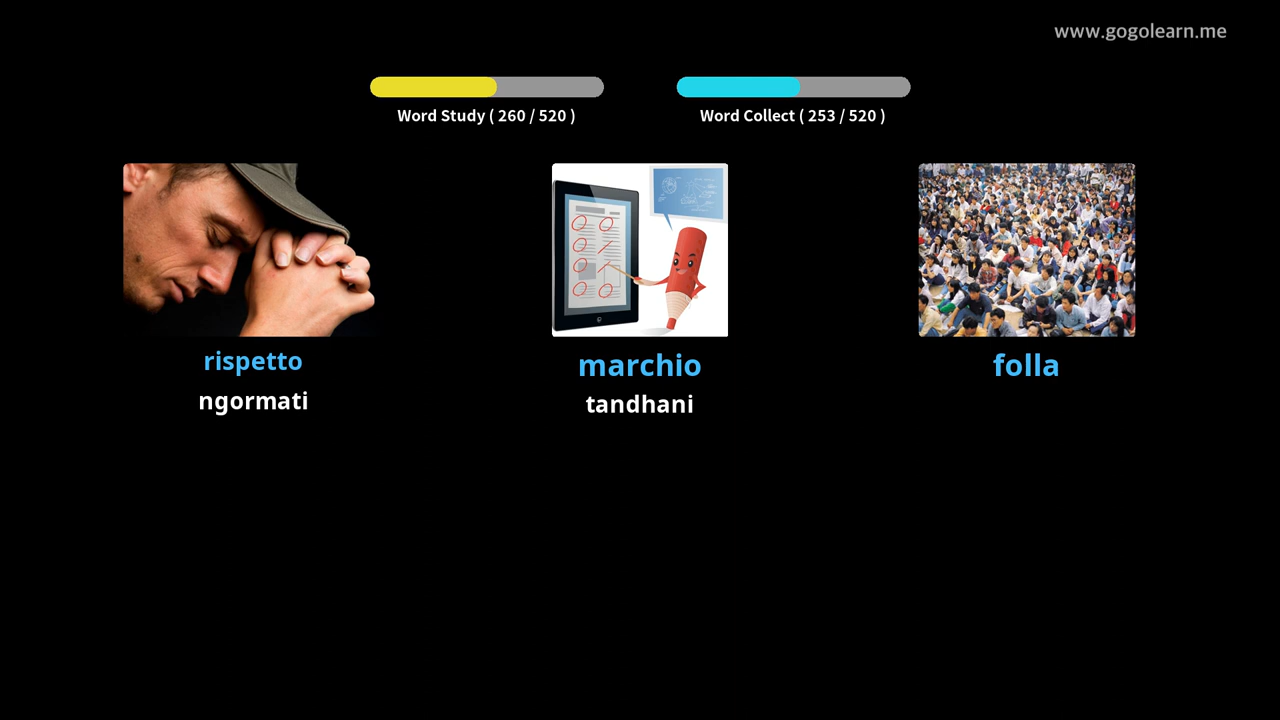 www.gogolearn.me
Word Study ( 260 / 520 )
Word Collect ( 253 / 520 )
rispetto
ngormati
marchio
tandhani
folla